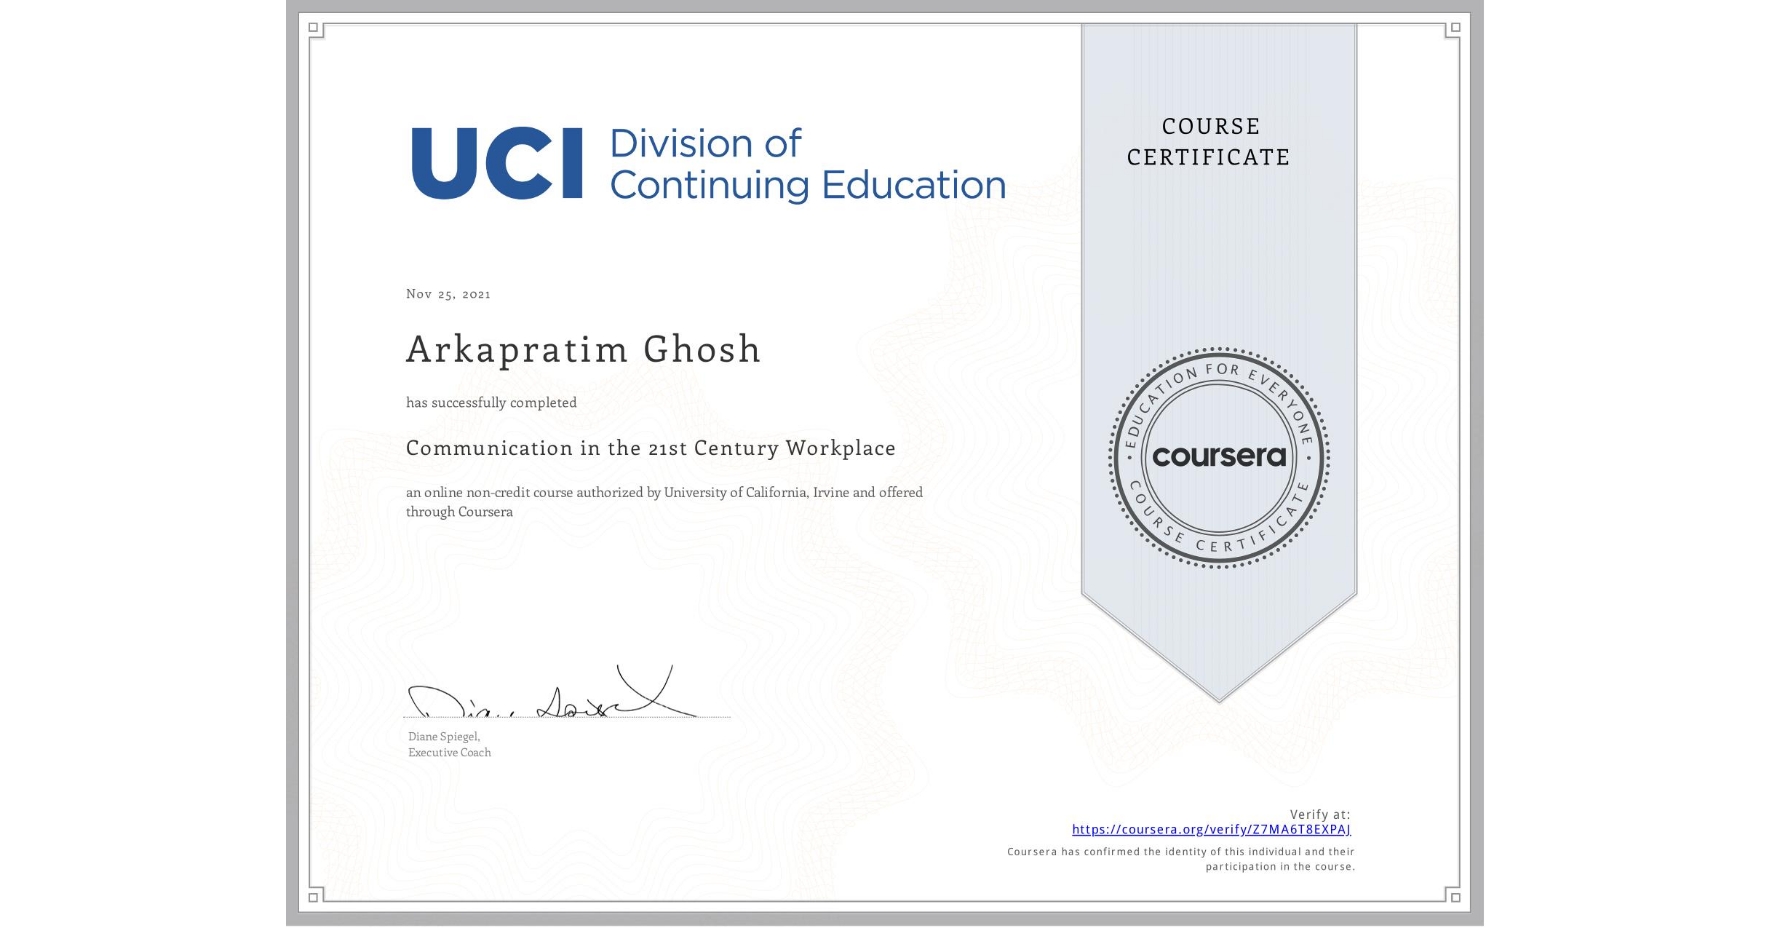 UCI Division of
Continuing Education
COURSE
CERTIFICATE
Nov 25, 2021
Arkapratim Ghosh
has successfully completed
Communication in the 21st Century Workplace
an online non-credit course authorized by University of California, Irvine and offered
through Coursera
EDUCATION FOR EVERYONE
coursera
COURSE CERTIFICATE
Diane Spiegel,
Executive Coach
Verify at:
https://coursera.org/verify/Z7MA6T8EXPAJ
Coursera has confirmed the identity of this individual and their
participation in the course.